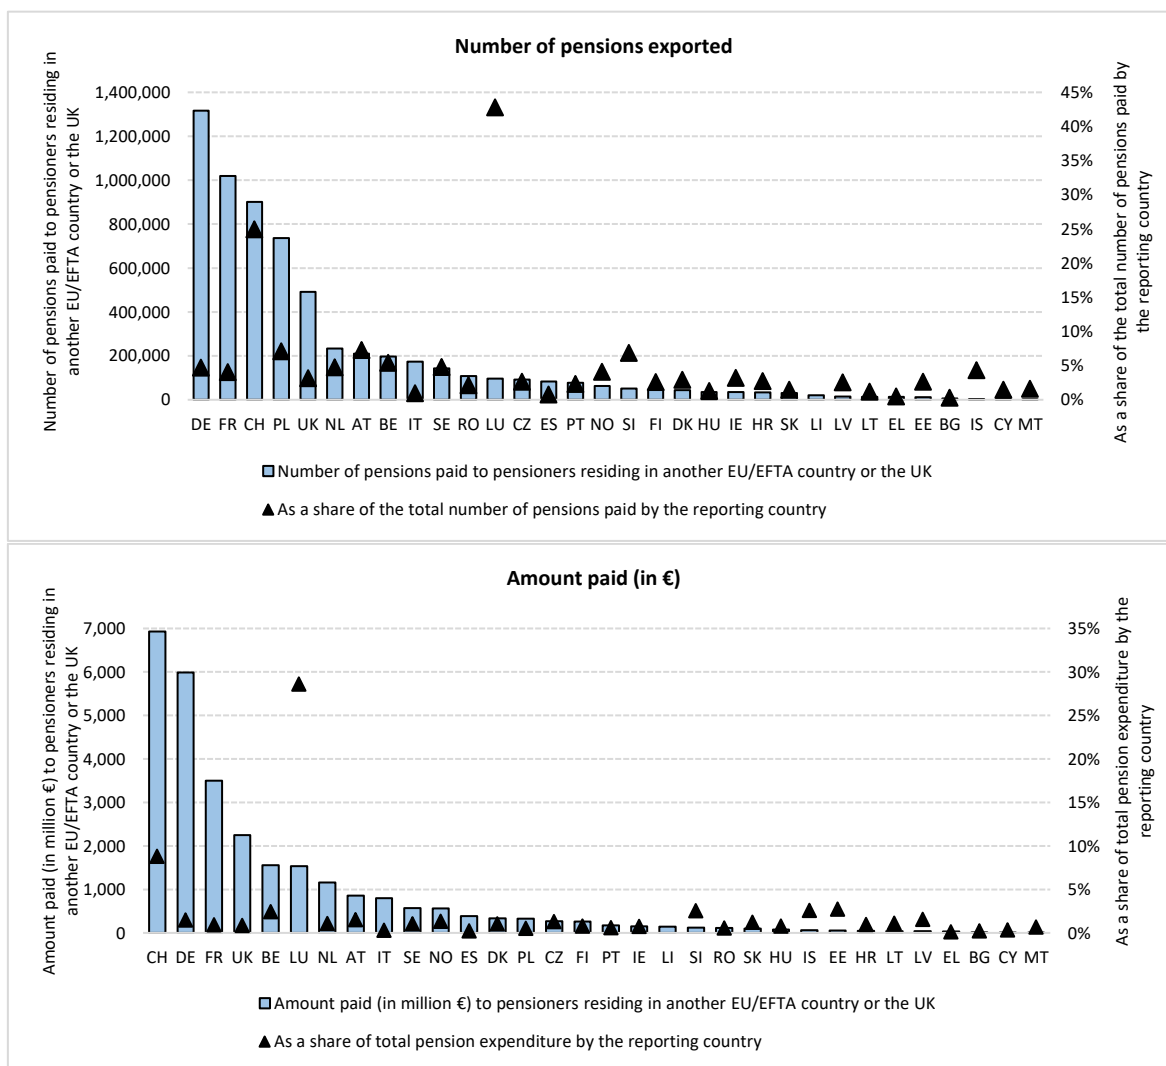 Number of pensions exported
Number of pensions paid to pensioners residing in
another EU/EFTA country or the UK
1,400,000
1,200,000
1,000,000
800,000
600,000
400,000
200,000
0
45%
40%
35%
30%
25%
20%
15%
10%
5%
0%
As a share of the total number of pensions paid by
the reporting country
DE FR CH PL UK NL AT BE IT SE RO LU CZ ES PT NO SI FI DK HU IE HR SK LI LV LT EL EE BG IS CY MT
Number of pensions paid to pensioners residing in another EU/EFTA country or the UK
As a share of the total number of pensions paid by the reporting country
Amount paid (in €)
Amount paid (in million €) to pensioners residing in
another EU/EFTA country or the UK
7,000
6,000
5,000
4,000
3,000
2,000
1,000
0
35%
30%
25%
20%
15%
10%
5%
0%
As a share of total pension expenditure by the
reporting country
CH DE FR UK BE LU NL AT IT SE NO ES DK PL CZ FI PT IE LI SI RO SK HU IS EE HR LT LV EL BG CY MT
Amount paid (in million €) to pensioners residing in another EU/EFTA country or the UK
As a share of total pension expenditure by the reporting country